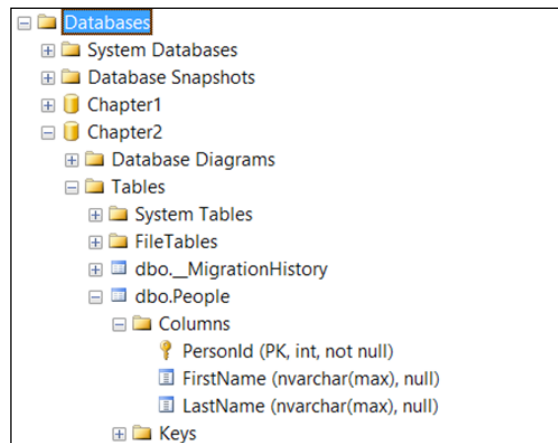 Databases
System Databases
Database Snapshots
Chapter1
Chapter2
Database Diagrams
Tables
System Tables
FileTables
dbo.__MigrationHistory
dbo.People
Columns
PersonId (PK, int, not null)
FirstName (nvarchar(max), null)
LastName (nvarchar(max), null)
Keys